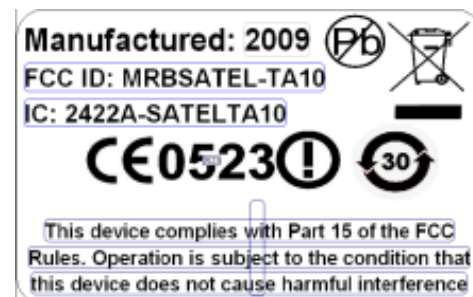 Manufactured: 2009 Pb
FCC ID: MRBSATEL-TA10
IC: 2422A-SATELTA10
CE0523! 30
This device complies with Part 15 of the FCC
Rules. Operation is subject to the condition that
this device does not cause harmful interference